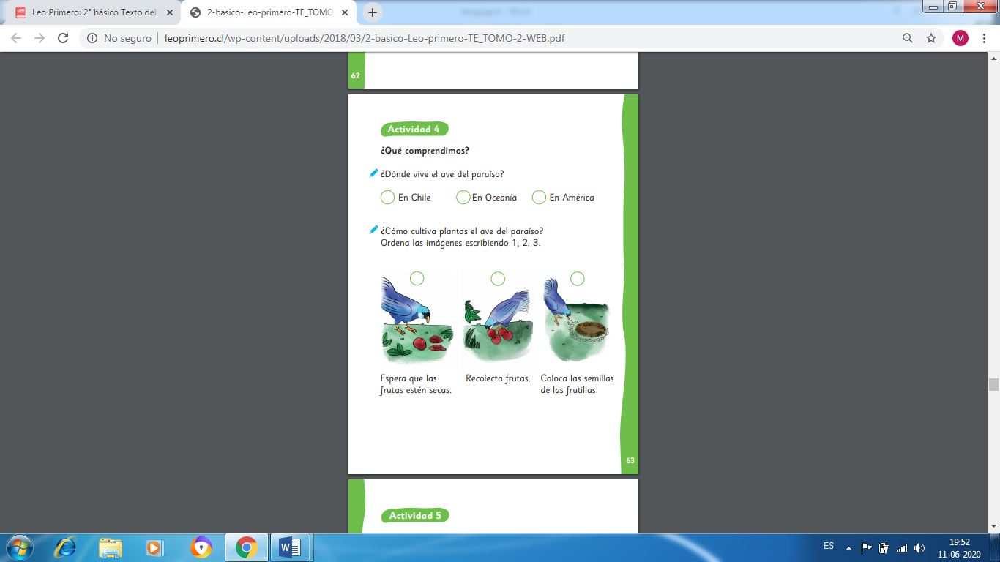 Leo Primero: 2° básico Texto del
2-basico-Leo-primero-TE_TOMO
No seguro
leoprimero.cl/wp-content/uploads/2018/03/2-basico-Leo-primero-TE_TOMO-2-WEB.pdf
M
62
Actividad 4
¿Qué comprendimos?
¿Dónde vive el ave del paraíso?
En Chile En Oceanía En América
¿Cómo cultiva plantas el ave del paraíso?
Ordena las imágenes escribiendo 1, 2, 3.
Espera que las
frutas estén secas.
Recolecta frutas.
Coloca las semillas
de las frutillas.
63
Actividad 5
ES
19:52
11-06-2020